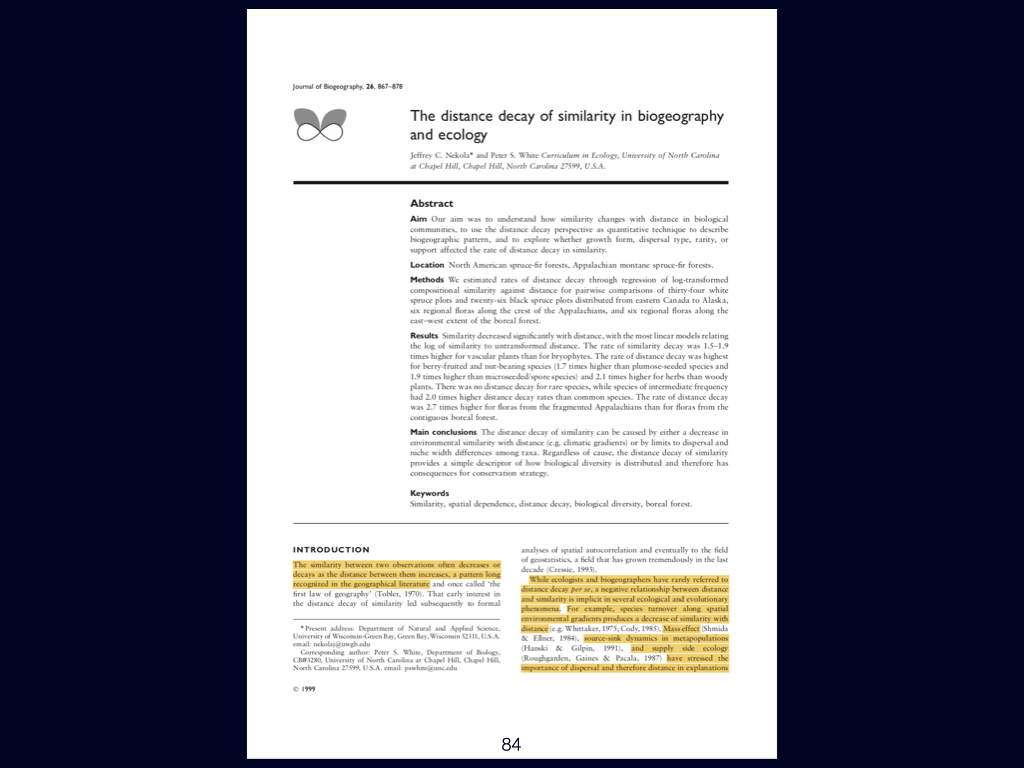 Journal of Biogeography, 26, 867–878
The distance decay of similarity in biogeography
and ecology
Jeffrey C. Nekola* and Peter S. White Curriculum in Ecology, University of North Carolina
at Chapel Hill, Chapel Hill, North Carolina 27599, U.S.A.
Abstract
Aim Our aim was to understand how similarity changes with distance in biological
communities, to use the distance decay perspective as quantitative technique to describe
biogeographic pattern, and to explore whether growth form, dispersal type, rarity, or
support affected the rate of distance decay in similarity.
Location North American spruce-fir forests, Appalachian montane spruce-fir forests.
Methods We estimated rates of distance decay through regression of log-transformed
compositional similarity against distance for pairwise comparisons of thirty-four white
spruce plots and twenty-six black spruce plots distributed from eastern Canada to Alaska,
six regional floras along the crest of the Appalachians, and six regional floras along the
east–west extent of the boreal forest.
Results Similarity decreased significantly with distance, with the most linear models relating
the log of similarity to untransformed distance. The rate of similarity decay was 1.5–1.9
times higher for vascular plants than for bryophytes. The rate of distance decay was highest
for berry-fruited and nut-bearing species (1.7 times higher than plumose-seeded species and
1.9 times higher than microseeded/spore species) and 2.1 times higher for herbs than woody
plants. There was no distance decay for rare species, while species of intermediate frequency
had 2.0 times higher distance decay rates than common species. The rate of distance decay
was 2.7 times higher for floras from the fragmented Appalachians than for floras from the
contiguous boreal forest.
Main conclusions The distance decay of similarity can be caused by either a decrease in
environmental similarity with distance (e.g. climatic gradients) or by limits to dispersal and
niche width differences among taxa. Regardless of cause, the distance decay of similarity
provides a simple descriptor of how biological diversity is distributed and therefore has
consequences for conservation strategy.
Keywords
Similarity, spatial dependence, distance decay, biological diversity, boreal forest.
INTRODUCTION
The similarity between two observations often decreases or
decays as the distance between them increases, a pattern long
recognized in the geographical literature and once called 'the
first law of geography' (Tobler, 1970). That early interest in
the distance decay of similarity led subsequently to formal
*Present address: Department of Natural and Applied Science,
University of Wisconsin-Green Bay, Green Bay, Wisconsin 52311, U.S.A.
email: nekolaj@uwgb.edu
Corresponding author: Peter S. White, Department of Biology,
CB#3280, University of North Carolina at Chapel Hill, Chapel Hill,
North Carolina 27599, U.S.A. email: pswhite@unc.edu
© 1999
analyses of spatial autocorrelation and eventually to the field
of geostatistics, a field that has grown tremendously in the last
decade (Cressie, 1993).
While ecologists and biogeographers have rarely referred to
distance decay per se, a negative relationship between distance
and similarity is implicit in several ecological and evolutionary
phenomena. For example, species turnover along spatial
environmental gradients produces a decrease of similarity with
distance (e.g. Whittaker, 1975; Cody, 1985). Mass effect (Shmida
& Ellner, 1984), source-sink dynamics in metapopulations
(Hanski & Gilpin, 1991), and supply side ecology
(Roughgarden, Gaines & Pacala, 1987) have stressed the
importance of dispersal and therefore distance in explanations
84